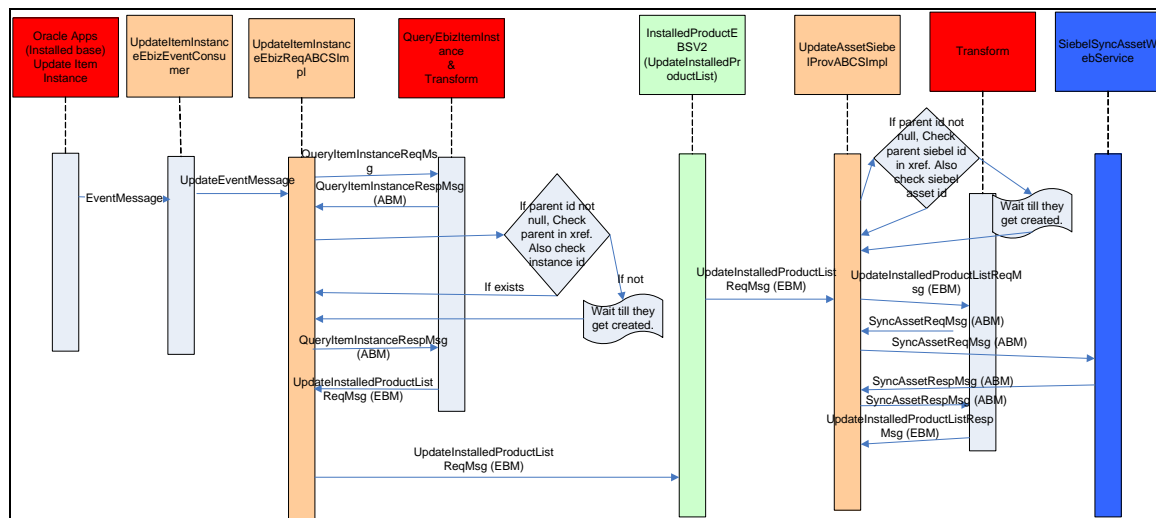 Oracle Apps
(Installed base)
Update Item
Instance
UpdateItemInstanc
eEbizEventConsu
mer
UpdateItemInstanc
eEbizReqABCSIm
pl
QueryEbizItemInst
ance
&
Transform
InstalledProductE
BSV2
(UpdateInstalledPr
oductList)
UpdateAssetSiebe
lProvABCSImpl
Transform
SiebelSyncAssetW
ebService
EventMessage
UpdateEventMessage
QueryItemInstanceReqMs
g
QueryItemInstanceRespMsg
(ABM)
If parent id not
null, Check
parent in xref.
Also check
instance id
If not
If exists
Wait till they
get created.
QueryItemInstanceRespMsg
(ABM)
UpdateInstalledProductList
ReqMsg (EBM)
UpdateInstalledProductList
ReqMsg (EBM)
UpdateInstalledProductList
ReqMsg (EBM)
If parent id not
null, Check
parent siebel id
in xref. Also
check siebel
asset id
Wait till they
get created.
UpdateInstalledProductListReqM
sg (EBM)
SyncAssetReqMsg (ABM)
SyncAssetReqMsg (ABM)
SyncAssetRespMsg (ABM)
SyncAssetRespMsg (ABM)
UpdateInstalledProductListResp
Msg (EBM)